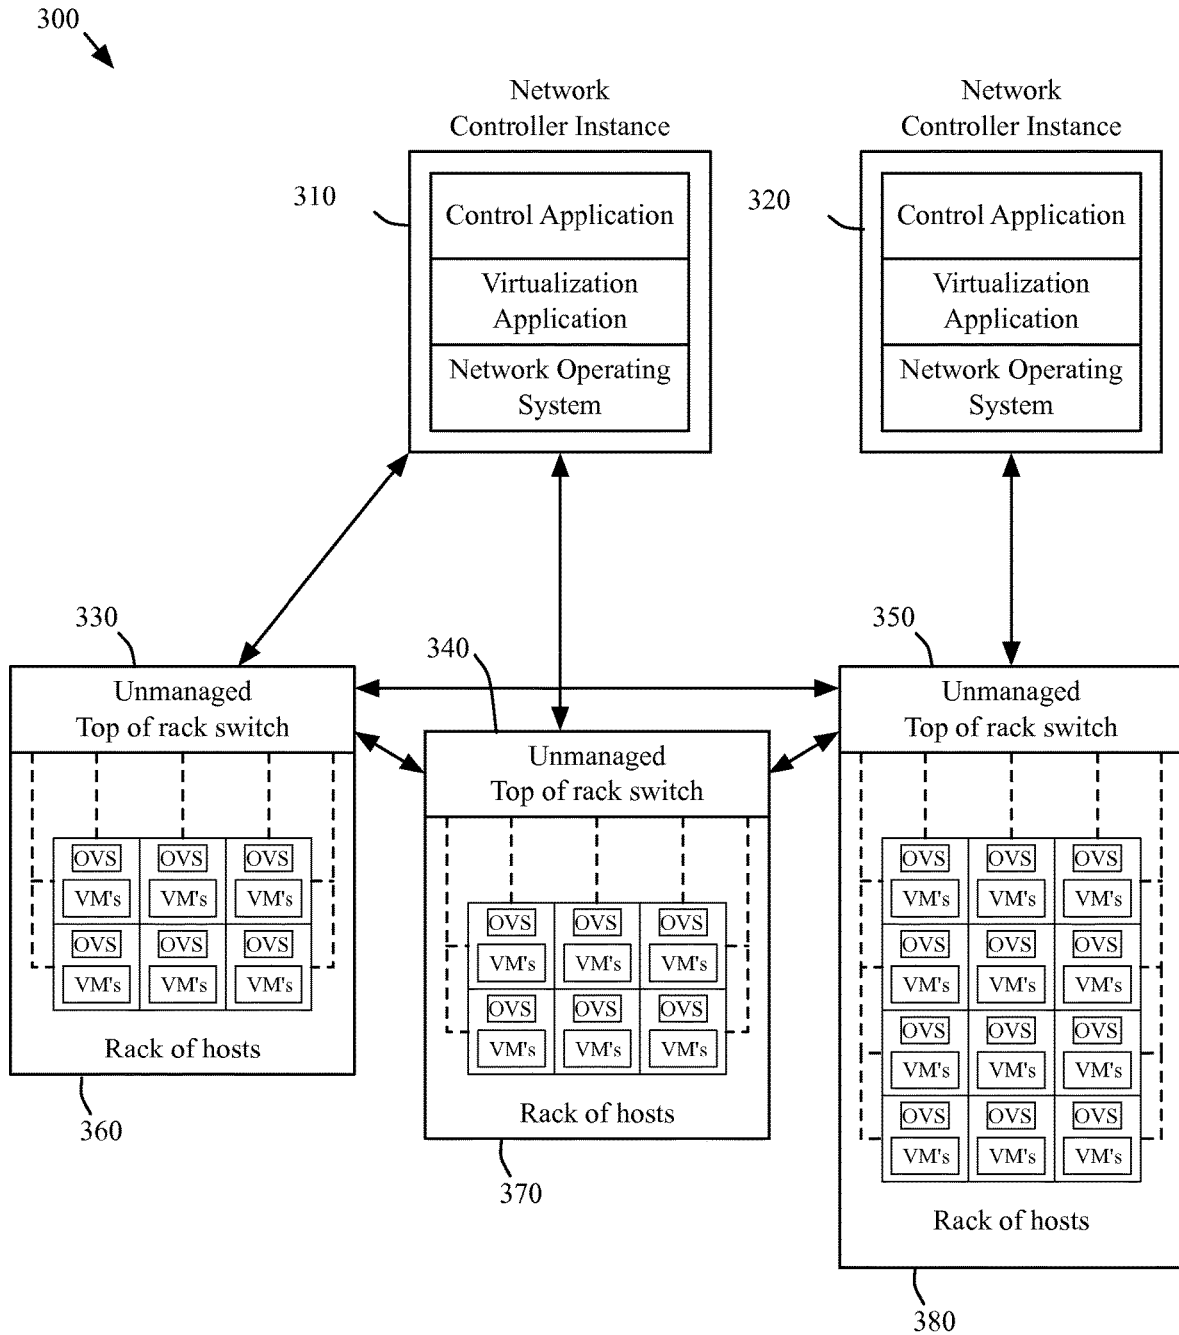 300
Network
Controller Instance
Network
Controller Instance
310
320
Control Application
Virtualization
Application
Network Operating
System
Control Application
Virtualization
Application
Network Operating
System
330
340
350
Unmanaged
Top of rack switch
Unmanaged
Top of rack switch
Unmanaged
Top of rack switch
OVS OVS OVS
VM's VM's VM's
OVS OVS OVS
VM's VM's VM's
Rack of hosts
360
OVS OVS OVS
VM's VM's VM's
OVS OVS OVS
VM's VM's VM's
Rack of hosts
370
OVS OVS OVS
VM's VM's VM's
OVS OVS OVS
VM's VM's VM's
OVS OVS OVS
VM's VM's VM's
OVS OVS OVS
VM's VM's VM's
Rack of hosts
380